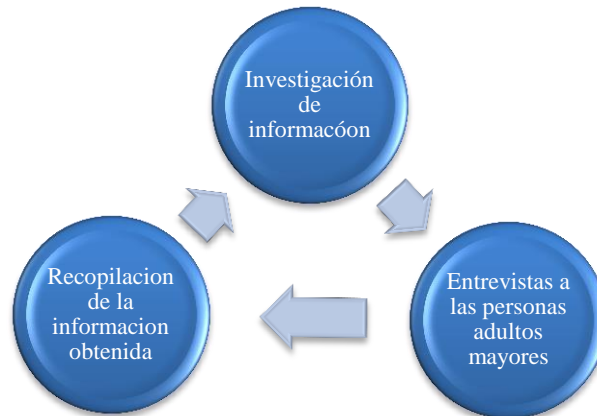 Investigación
de
informacóon
Entrevistas a
las personas
adultos
mayores
Recopilacion
de la
informacion
obtenida